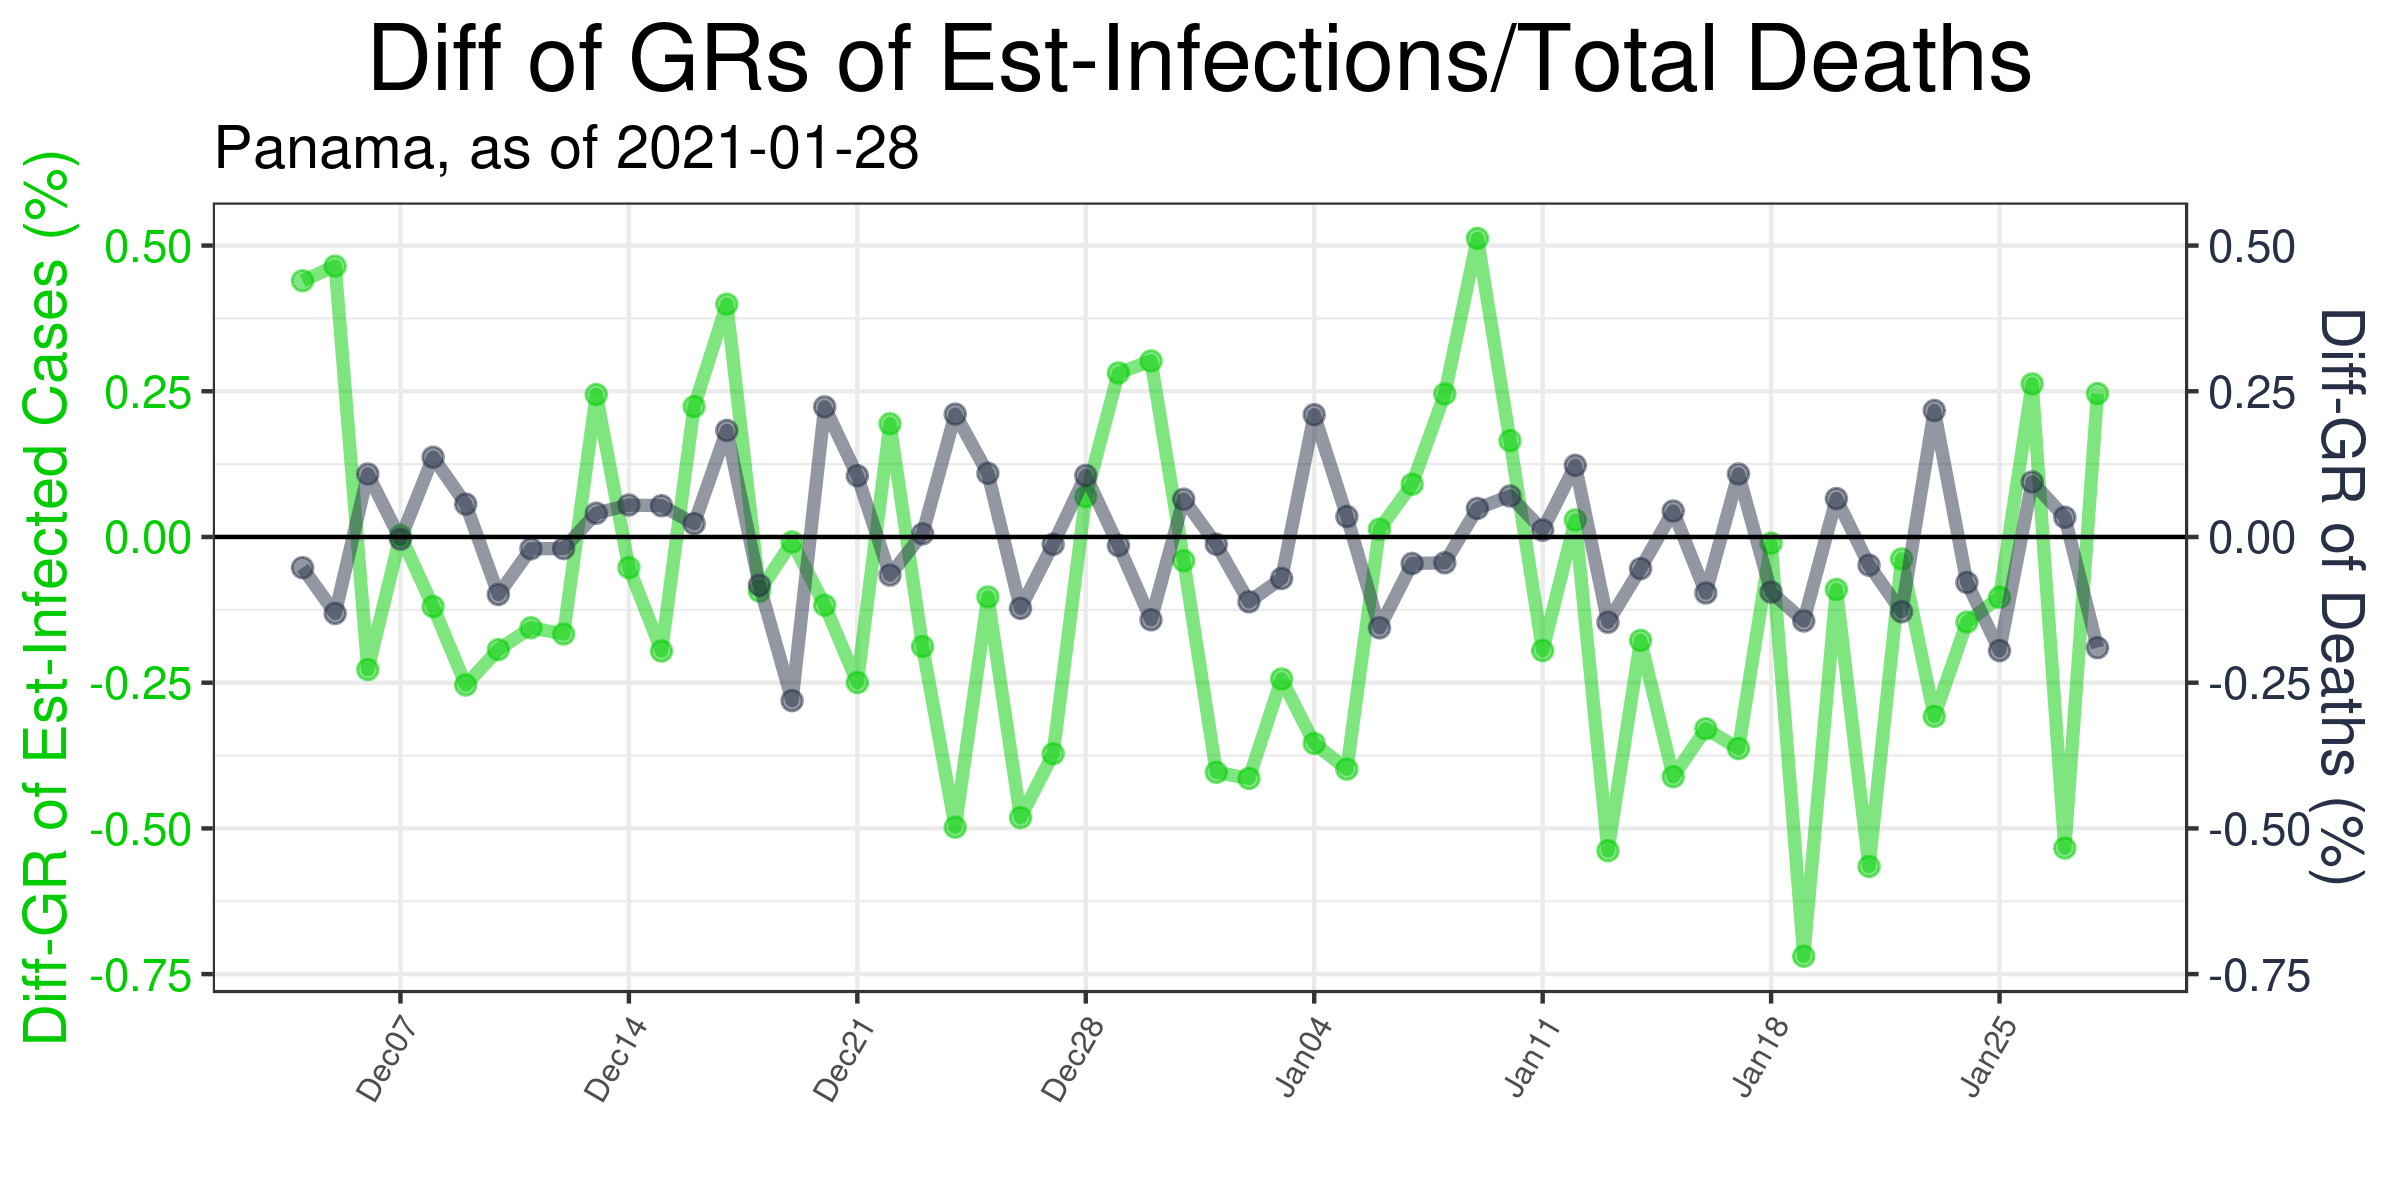 Diff of GRs of Est-Infections/Total Deaths
Panama, as of 2021-01-28
Diff-GR of Est-Infected Cases (%)
0.50
0.25
0.00
-0.25
-0.50
-0.75
0.50
0.25
0.00
-0.25
-0.50
-0.75
Diff-GR of Deaths (%)
Dec07
Dec14
Dec21
Dec28
Jan04
Jan11
Jan18
Jan25